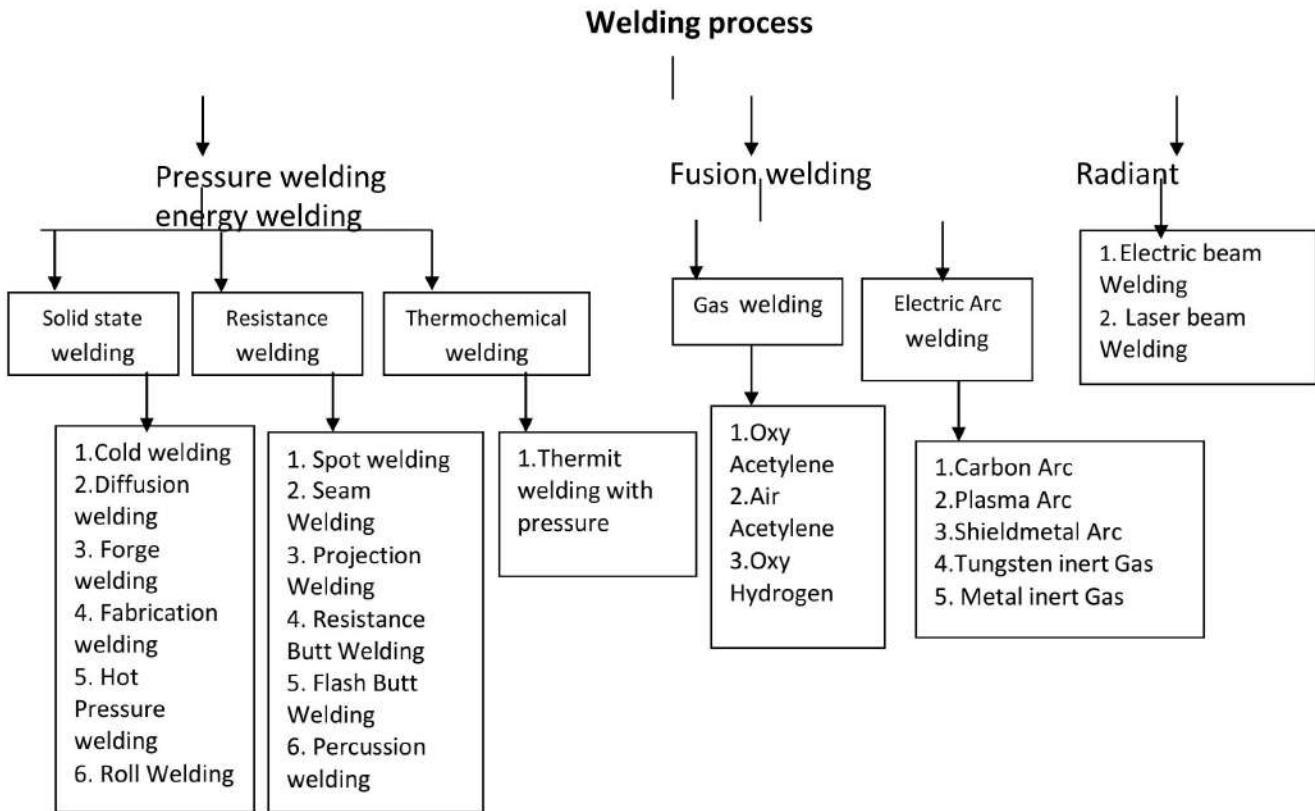 Welding process
Pressure welding
energy welding
Fusion welding
Radiant
Solid state
welding
Resistance
welding
Thermochemical
welding
Gas welding
Electric Arc
welding
1.Electric beam
Welding
2. Laser beam
Welding
1.Cold welding
2.Diffusion
welding
3. Forge
welding
4. Fabrication
welding
5. Hot
Pressure
welding
6. Roll Welding
1. Spot welding
2. Seam
Welding
3. Projection
Welding
4. Resistance
Butt Welding
5. Flash Butt
Welding
6. Percussion
welding
1.Thermit
welding with
pressure
1.Oxy
Acetylene
2.Air
Acetylene
3.Oxy
Hydrogen
1.Carbon Arc
2.Plasma Arc
3.Shieldmetal Arc
4.Tungsten inert Gas
5. Metal inert Gas